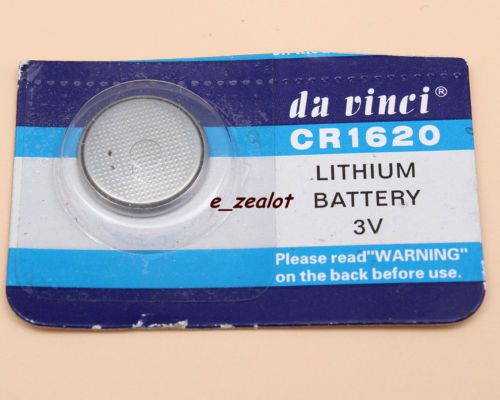 da vinci®
CR1620
LITHIUM
BATTERY
3V
e_zealot
Please read"WARNING"
on the back before use.